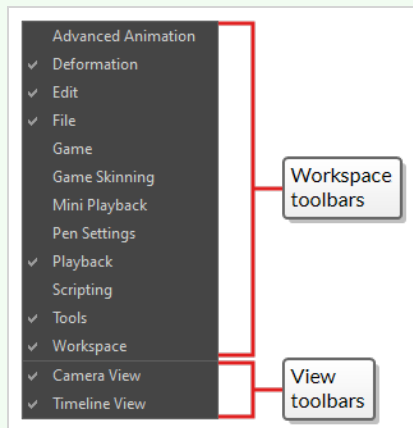 Advanced Animation
Deformation
Edit
File
Game
Game Skinning
Mini Playback
Pen Settings
Playback
Scripting
Tools
Workspace
Camera View
Timeline View
Workspace
toolbars
View
toolbars